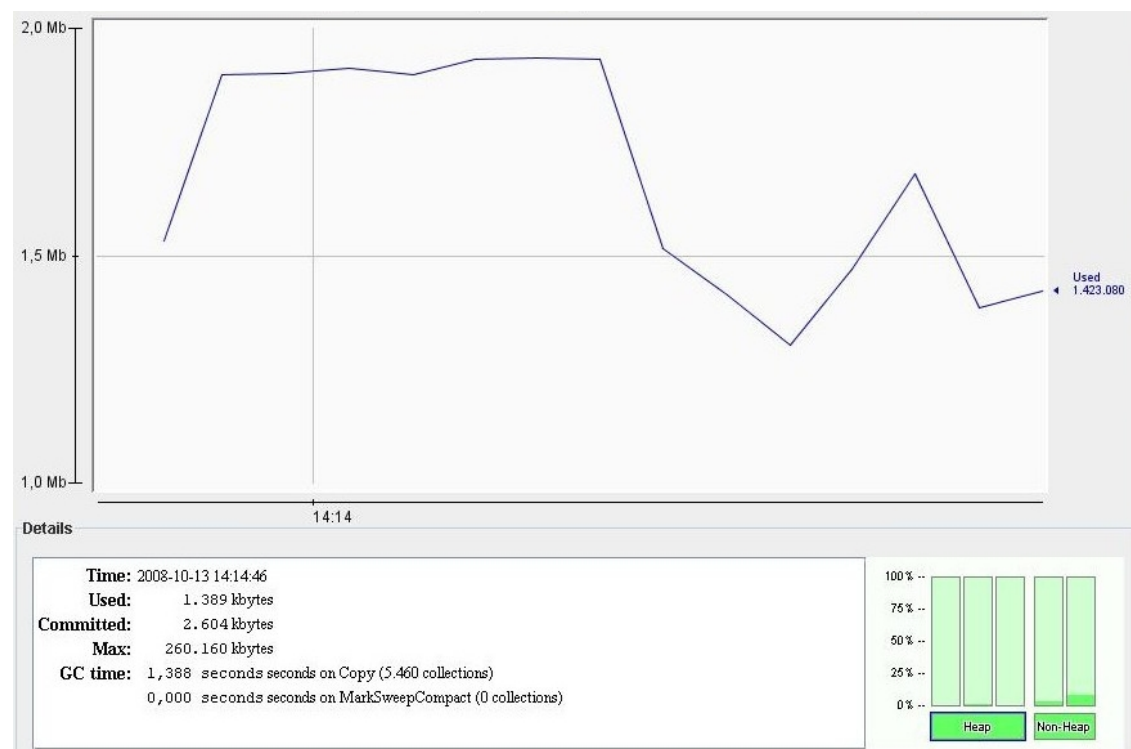 2,0 Mb
1,5 Mb
Used
1.423.080
1,0 Mb
14:14
Details
Time: 2008-10-13 14:14:46
Used: 1.389 kbytes
Committed: 2.604 kbytes
Max: 260.160 kbytes
GC time: 1,388 seconds seconds on Copy (5.460 collections)
0,000 seconds seconds on MarkSweepCompact (0 collections)
100 % --
75 % --
50 % --
25 % --
0 % --
Heap
Non-Heap